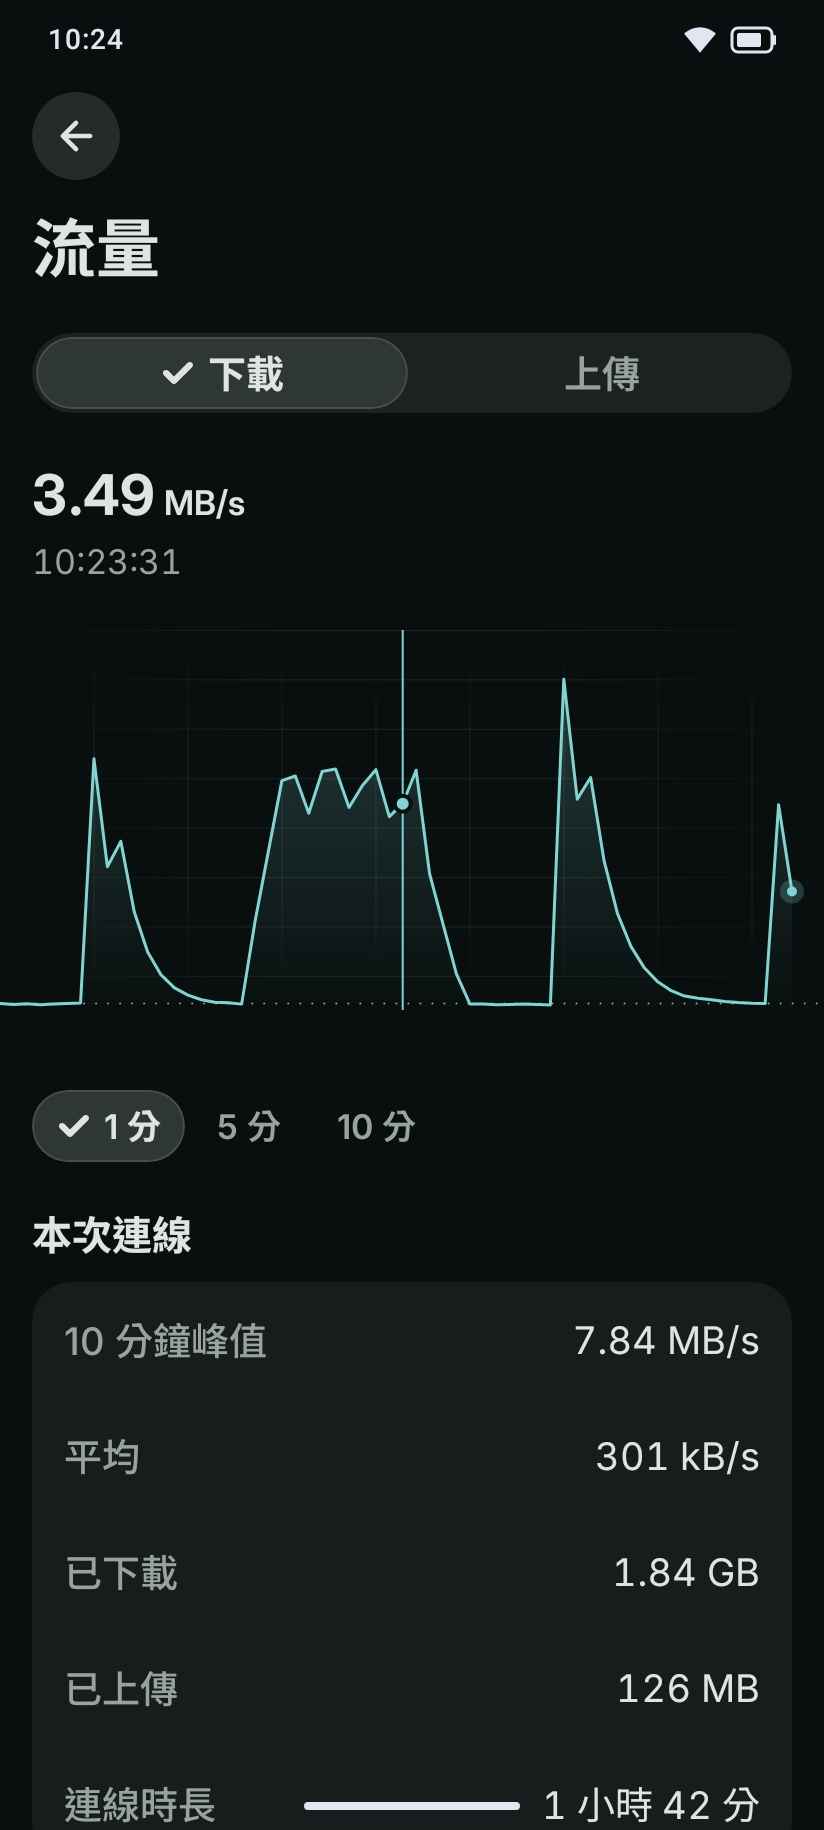 10:24
流量
下載
上傳
3.49 MB/s
10:23:31
1 分
5 分
10 分
本次連線
10 分鐘峰值
7.84 MB/s
平均
301 kB/s
已下載
1.84 GB
已上傳
126 MB
連線時長
1 小時 42 分